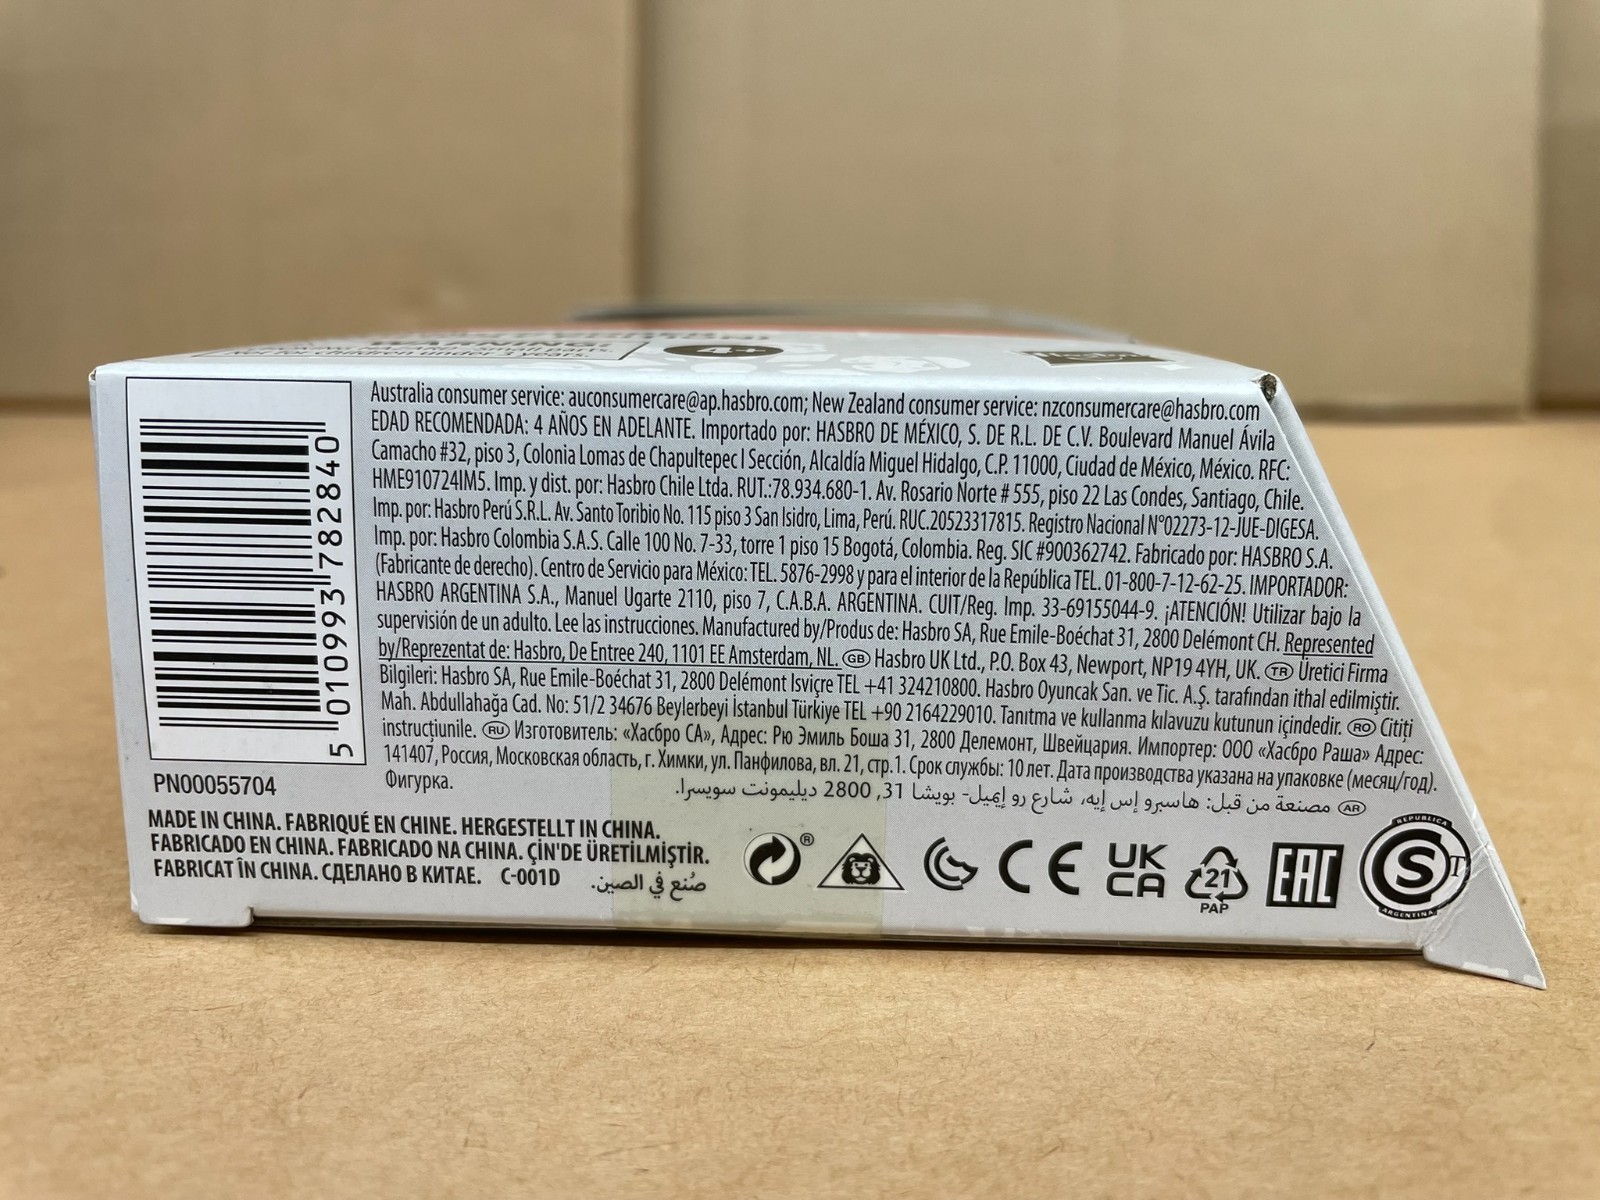 WARNING:
Not for children under 3 years.
4+
Hasbro
Australia consumer service: auconsumercare@ap.hasbro.com; New Zealand consumer service: nzconsumercare@hasbro.com
EDAD RECOMENDADA: 4 AÑOS EN ADELANTE. Importado por: HASBRO DE MÉXICO, S. DE R.L. DE C.V. Boulevard Manuel Ávila
Camacho #32, piso 3, Colonia Lomas de Chapultepec I Sección, Alcaldía Miguel Hidalgo, C.P. 11000, Ciudad de México, México. RFC:
HME910724IM5. Imp. y dist. por: Hasbro Chile Ltda. RUT.:78.934.680-1. Av. Rosario Norte # 555, piso 22 Las Condes, Santiago, Chile.
Imp. por: Hasbro Perú S.R.L. Av. Santo Toribio No. 115 piso 3 San Isidro, Lima, Perú. RUC.20523317815. Registro Nacional N°02273-12-JUE-DIGESA.
Imp. por: Hasbro Colombia S.A.S. Calle 100 No. 7-33, torre 1 piso 15 Bogotá, Colombia. Reg. SIC #900362742. Fabricado por: HASBRO S.A.
(Fabricante de derecho). Centro de Servicio para México: TEL. 5876-2998 y para el interior de la República TEL. 01-800-7-12-62-25. IMPORTADOR:
HASBRO ARGENTINA S.A., Manuel Ugarte 2110, piso 7, C.A.B.A. ARGENTINA. CUIT/Reg. Imp. 33-69155044-9. ¡ATENCIÓN! Utilizar bajo la
supervisión de un adulto. Lee las instrucciones. Manufactured by/Produs de: Hasbro SA, Rue Emile-Boéchat 31, 2800 Delémont CH. Represented
by/Reprezentat de: Hasbro, De Entree 240, 1101 EE Amsterdam, NL. GB Hasbro UK Ltd., P.O. Box 43, Newport, NP19 4YH, UK. TR Üretici Firma
Bilgileri: Hasbro SA, Rue Emile-Boéchat 31, 2800 Delémont Isviçre TEL +41 324210800. Hasbro Oyuncak San. ve Tic. A.Ş. tarafından ithal edilmiştir.
Mah. Abdullahağa Cad. No: 51/2 34676 Beylerbeyi İstanbul Türkiye TEL +90 2164229010. Tanıtma ve kullanma kılavuzu kutunun içindedir. RO Citiți
instrucțiunile. RU Изготовитель: «Хасбро СА», Адрес: Рю Эмиль Боша 31, 2800 Делемонт, Швейцария. Импортер: ООО «Хасбро Раша» Адрес:
141407, Россия, Московская область, г. Химки, ул. Панфилова, вл. 21, стр.1. Срок службы: 10 лет. Дата производства указана на упаковке (месяц/год).
Фигурка.
AR مصنعة من قبل: هاسبرو إس إيه، شارع رو إيميل- بويشا 31, 2800 ديليمونت سويسرا.
5 010993 782840
PN00055704
MADE IN CHINA. FABRIQUÉ EN CHINE. HERGESTELLT IN CHINA.
FABRICADO EN CHINA. FABRICADO NA CHINA. ÇİN'DE ÜRETİLMİŞTİR.
FABRICAT ÎN CHINA. СДЕЛАНО В КИТАЕ. C-001D صُنع في الصين.
®
CE
UK
CA
21
PAP
EAC
REPUBLICA
S T
ARGENTINA